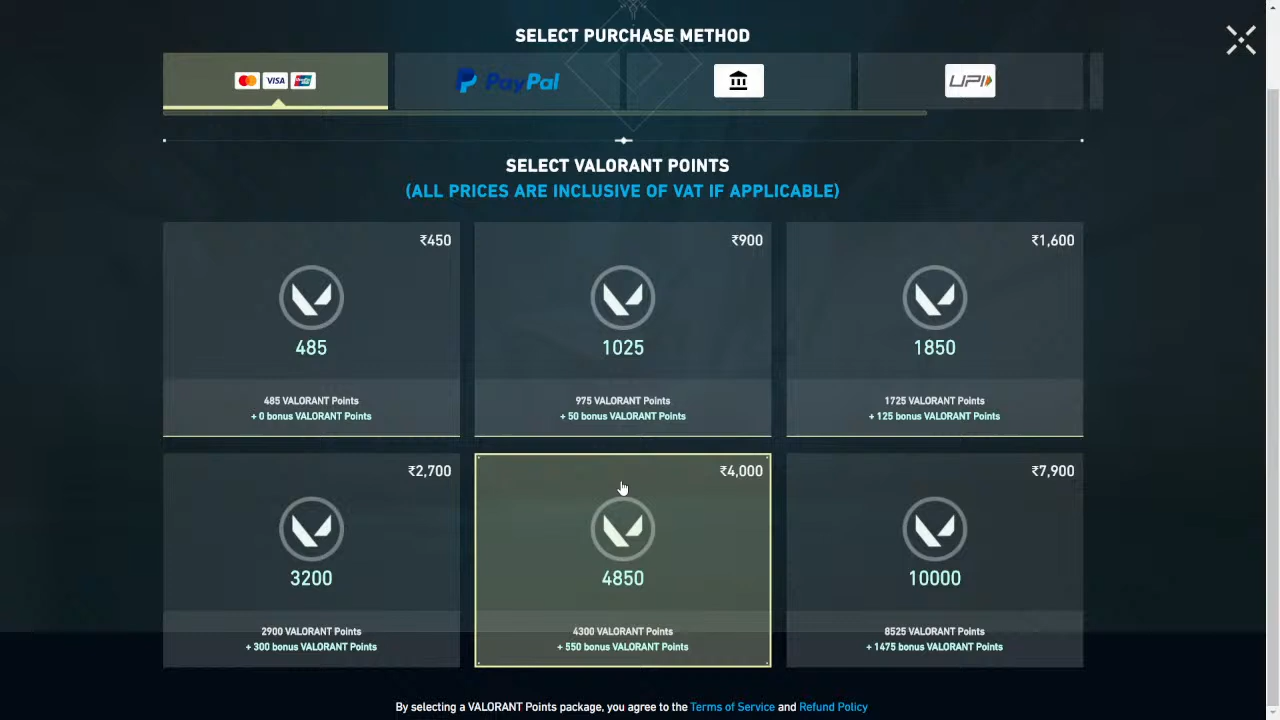 SELECT PURCHASE METHOD
VISA PayPal UPI
SELECT VALORANT POINTS
(ALL PRICES ARE INCLUSIVE OF VAT IF APPLICABLE)
₹450
485
485 VALORANT Points
+ 0 bonus VALORANT Points
₹900
1025
975 VALORANT Points
+ 50 bonus VALORANT Points
₹1,600
1850
1725 VALORANT Points
+ 125 bonus VALORANT Points
₹2,700
3200
2900 VALORANT Points
+ 300 bonus VALORANT Points
₹4,000
4850
4300 VALORANT Points
+ 550 bonus VALORANT Points
₹7,900
10000
8525 VALORANT Points
+ 1475 bonus VALORANT Points
By selecting a VALORANT Points package, you agree to the Terms of Service and Refund Policy